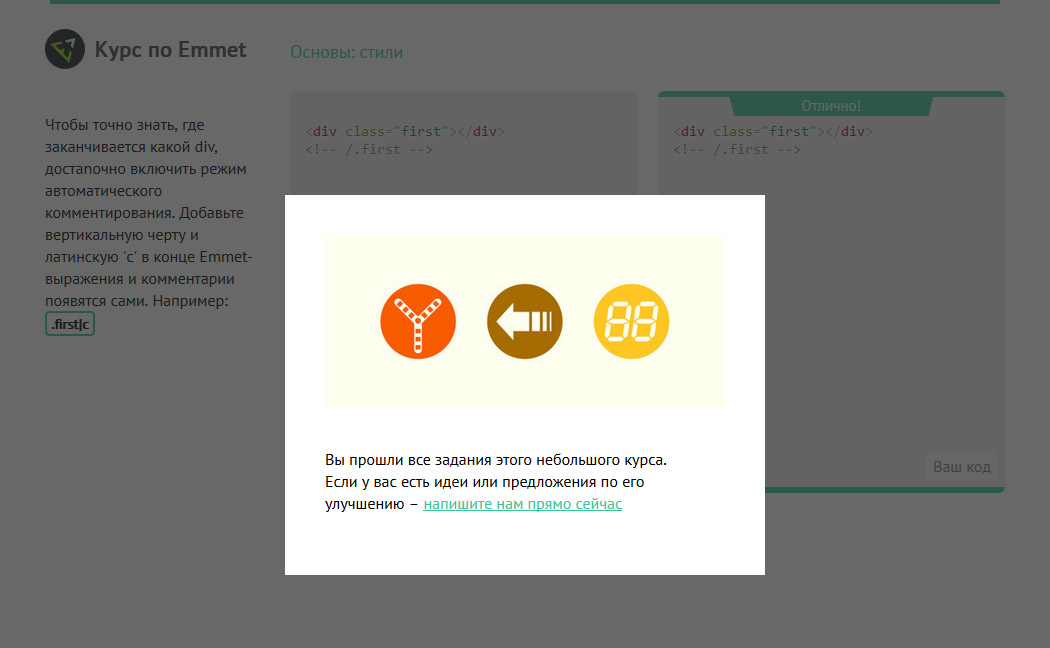 Курс по Emmet
Основы: стили
Чтобы точно знать, где
заканчивается какой div,
достапочно включить режим
автоматического
комментирования. Добавьте
вертикальную черту и
латинскую 'c' в конце Emmet-
выражения и комментарии
появятся сами. Например:
.first|c
<div class="first"></div>
<!-- /.first -->
Отлично!
<div class="first"></div>
<!-- /.first -->
Ваш код
88
Вы прошли все задания этого небольшого курса.
Если у вас есть идеи или предложения по его
улучшению – напишите нам прямо сейчас